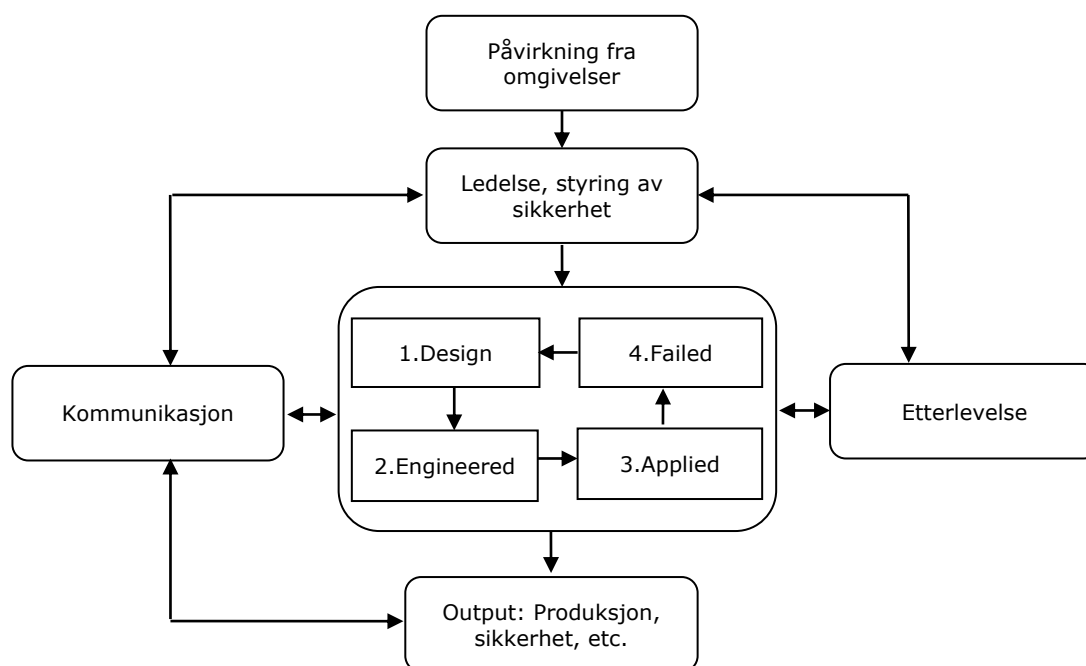 Påvirkning fra
omgivelser
Ledelse, styring av
sikkerhet
1.Design
4.Failed
Kommunikasjon
Etterlevelse
2.Engineered
3.Applied
Output: Produksjon,
sikkerhet, etc.